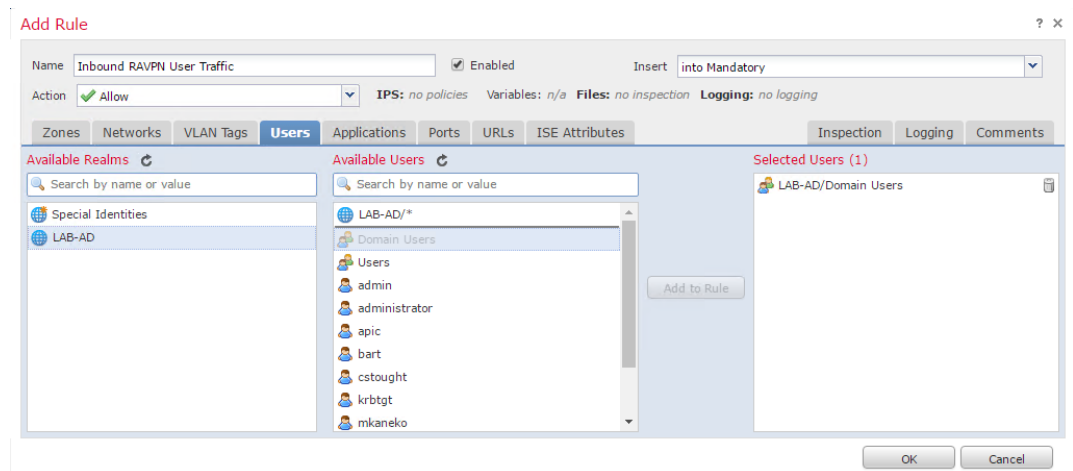 Add Rule ? ×
Name Inbound RAVPN User Traffic Enabled Insert into Mandatory
Action Allow IPS: no policies Variables: n/a Files: no inspection Logging: no logging
Zones Networks VLAN Tags Users Applications Ports URLs ISE Attributes Inspection Logging Comments
Available Realms Available Users Selected Users (1)
Search by name or value Search by name or value LAB-AD/Domain Users
Special Identities LAB-AD/*
LAB-AD Domain Users
Users
admin Add to Rule
administrator
apic
bart
cstought
krbtgt
mkaneko
OK Cancel